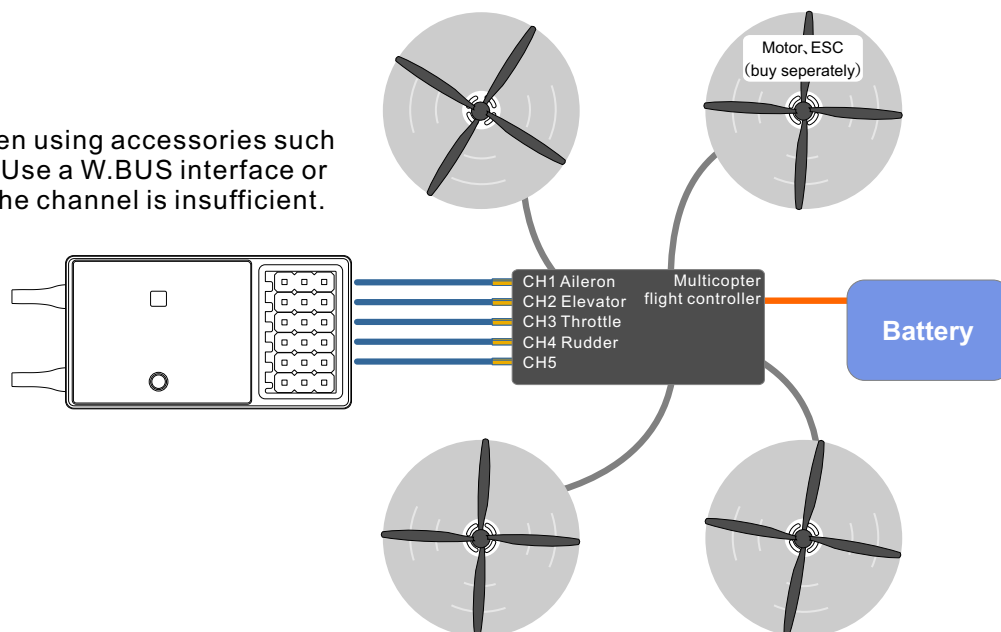 Motor、ESC
(buy seperately)
en using accessories such
Use a W.BUS interface or
he channel is insufficient.
CH1 Aileron
CH2 Elevator
CH3 Throttle
CH4 Rudder
CH5
Multicopter
flight controller
Battery